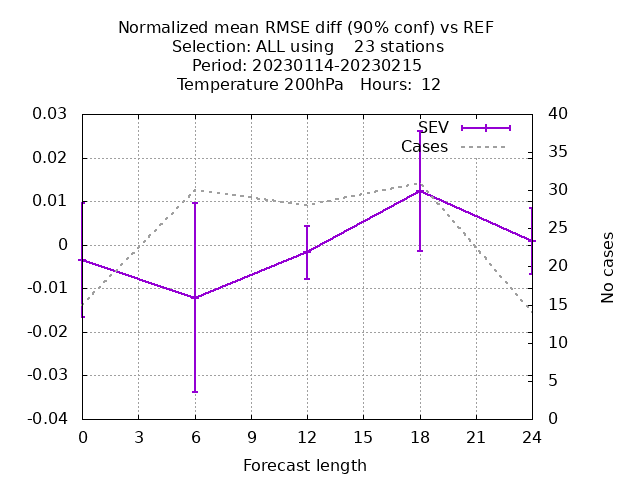 Normalized mean RMSE diff (90% conf) vs REF
Selection: ALL using    23 stations
Period: 20230114-20230215
Temperature 200hPa   Hours:  12
SEV
Cases
0.03
0.02
0.01
0
-0.01
-0.02
-0.03
-0.04
40
35
30
25
20
15
10
5
0
No cases
0 3 6 9 12 15 18 21 24
Forecast length